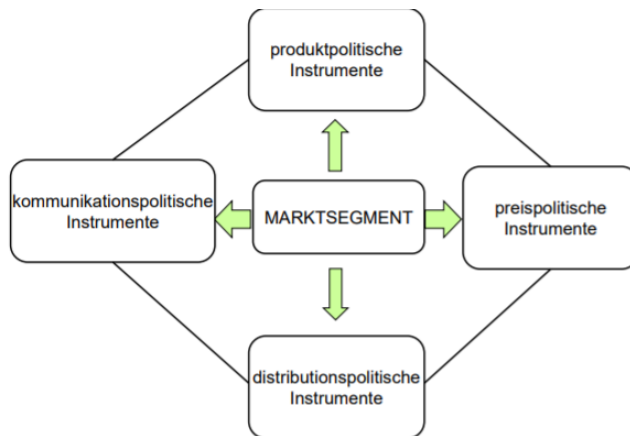 produktpolitische
Instrumente
kommunikationspolitische
Instrumente
MARKTSEGMENT
preispolitische
Instrumente
distributionspolitische
Instrumente